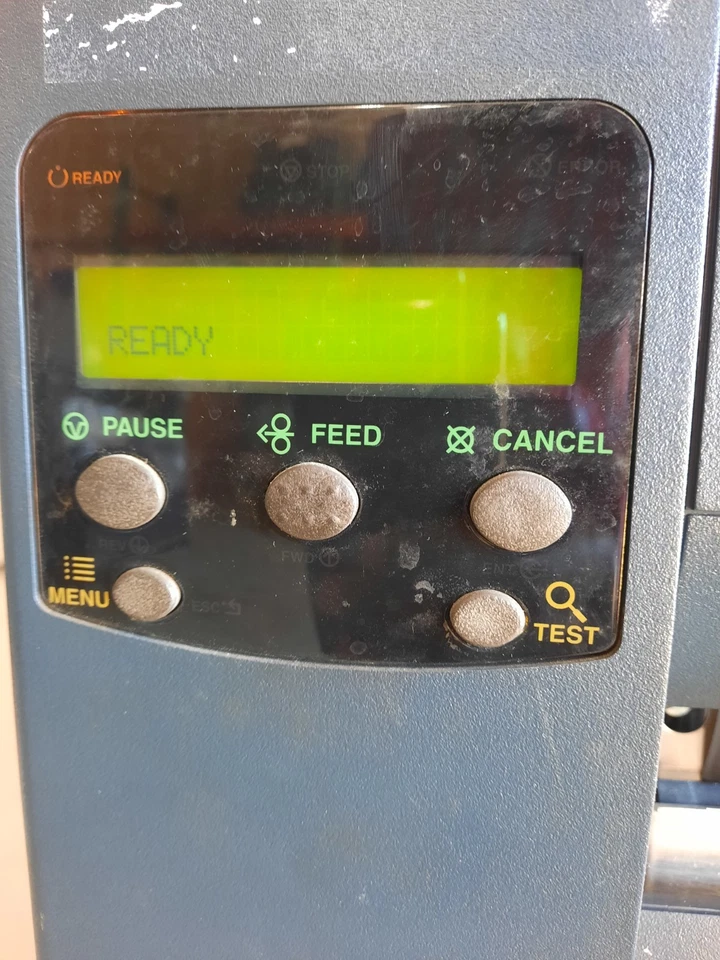 READY STOP ERROR
READY
PAUSE FEED CANCEL
REV FWD ENT
MENU ESC TEST